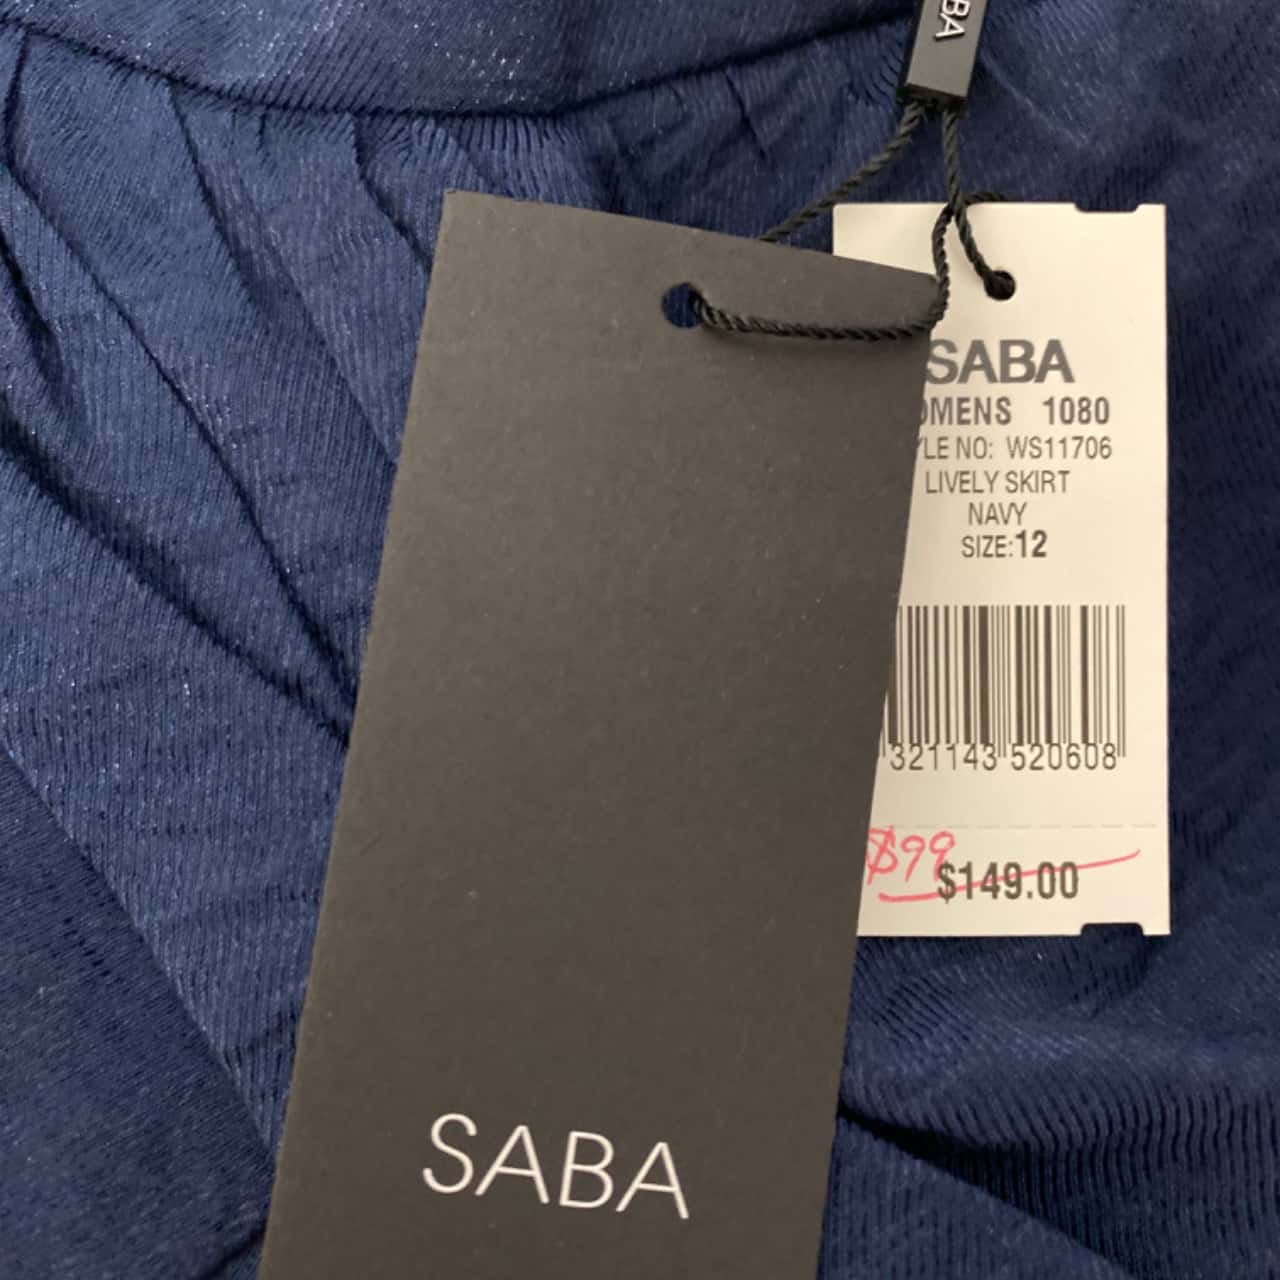 BA
SABA
OMENS 1080
YLE NO: WS11706
LIVELY SKIRT
NAVY
SIZE:12
321143 520608
$99
$149.00
SABA